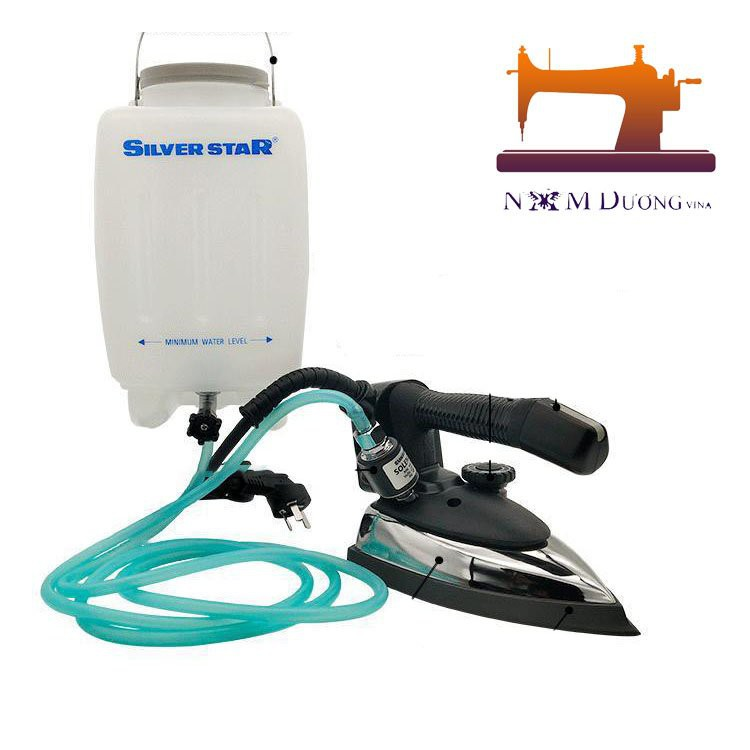 SILVER STAR®
N M DƯƠNG VINA
MINIMUM WATER LEVEL